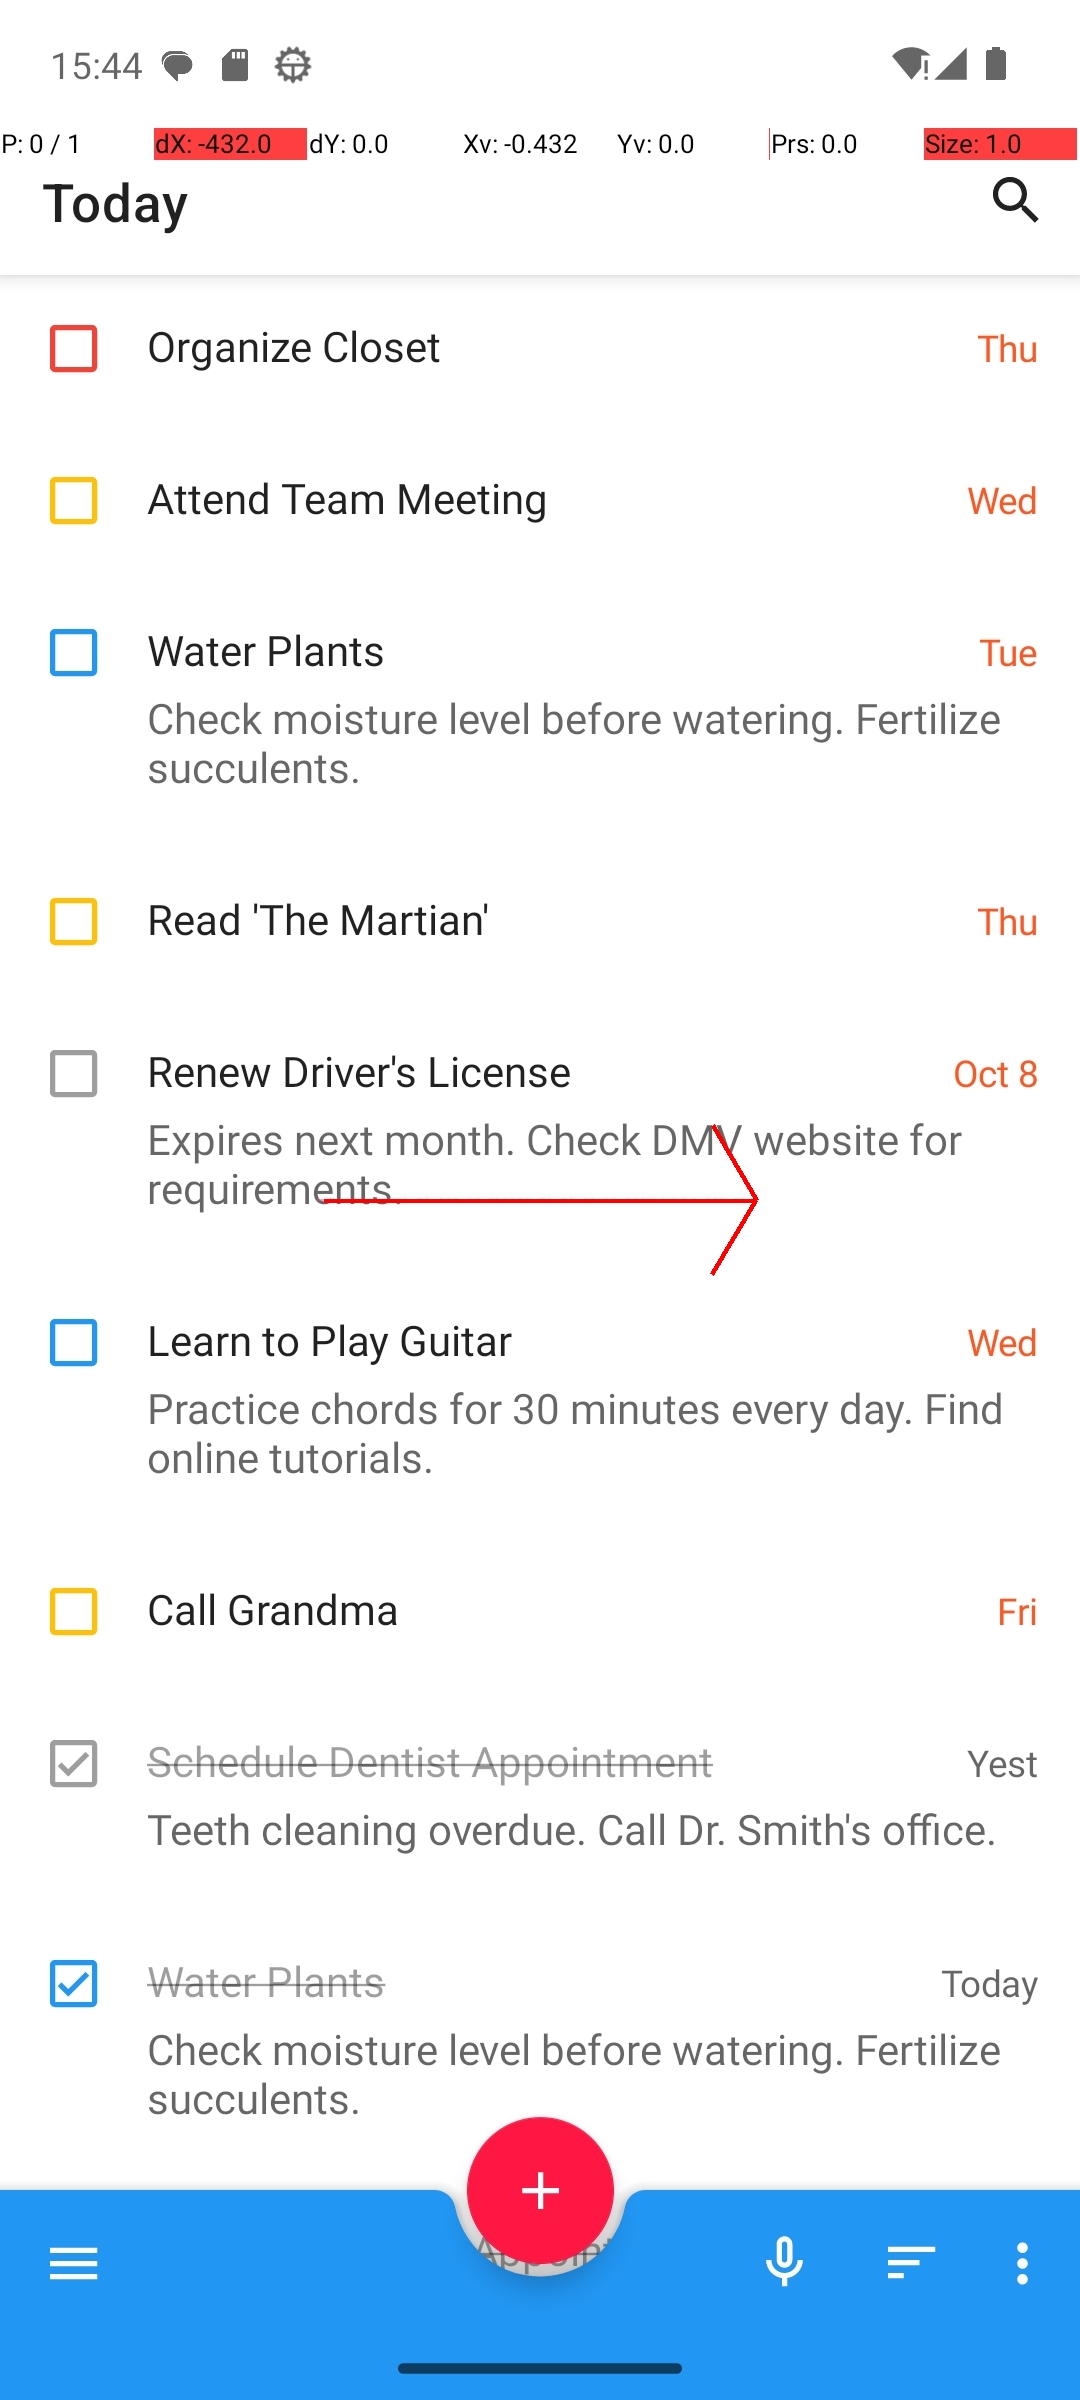 15:44
P: 0 / 1 dX: -432.0 dY: 0.0 Xv: -0.432 Yv: 0.0 Prs: 0.0 Size: 1.0
Today
Organize Closet Thu
Attend Team Meeting Wed
Water Plants Tue
Check moisture level before watering. Fertilize
succulents.
Read 'The Martian' Thu
Renew Driver's License Oct 8
Expires next month. Check DMV website for
requirements.
Learn to Play Guitar Wed
Practice chords for 30 minutes every day. Find
online tutorials.
Call Grandma Fri
Schedule Dentist Appointment Yest
Teeth cleaning overdue. Call Dr. Smith's office.
Water Plants Today
Check moisture level before watering. Fertilize
succulents.